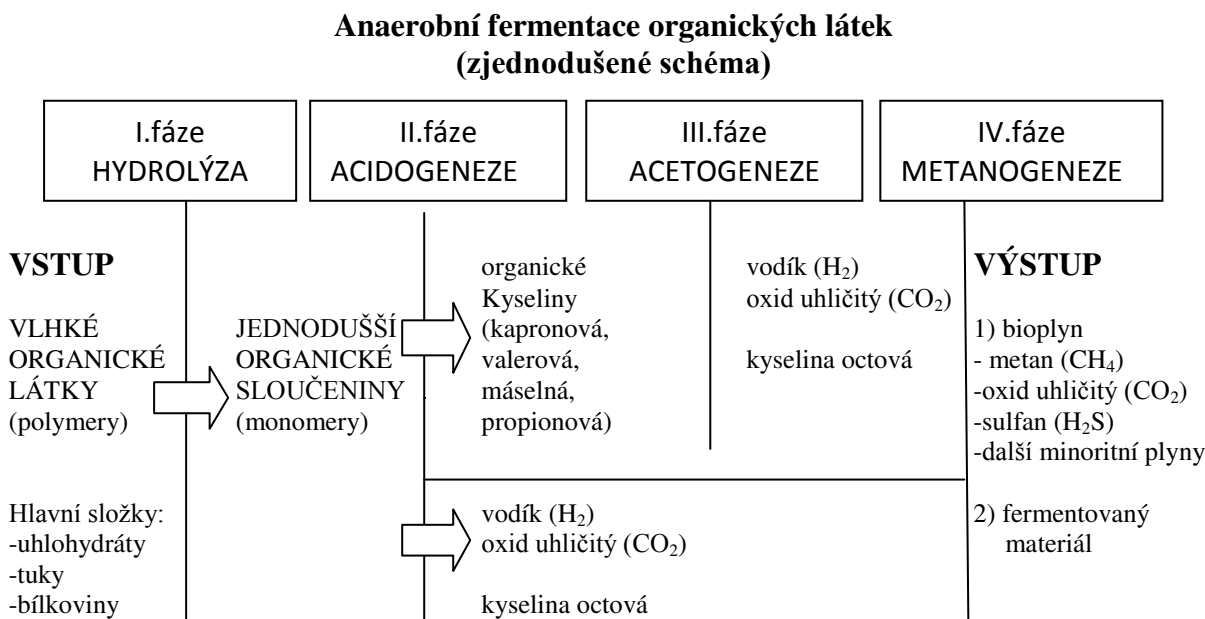 Anaerobní fermentace organických látek
(zjednodušené schéma)
I.fáze
HYDROLÝZA
II.fáze
ACIDOGENEZE
III.fáze
ACETOGENEZE
IV.fáze
METANOGENEZE
VSTUP
VLHKÉ
ORGANICKÉ
LÁTKY
(polymery)
Hlavní složky:
-uhlohydráty
-tuky
-bílkoviny
JEDNODUŠŠÍ
ORGANICKÉ
SLOUČENINY
(monomery)
organické
Kyseliny
(kapronová,
valerová,
máselná,
propionová)
vodík (H₂)
oxid uhličitý (CO₂)
kyselina octová
vodík (H₂)
oxid uhličitý (CO₂)
kyselina octová
VÝSTUP
1) bioplyn
- metan (CH₄)
-oxid uhličitý (CO₂)
-sulfan (H₂S)
-další minoritní plyny
2) fermentovaný
materiál